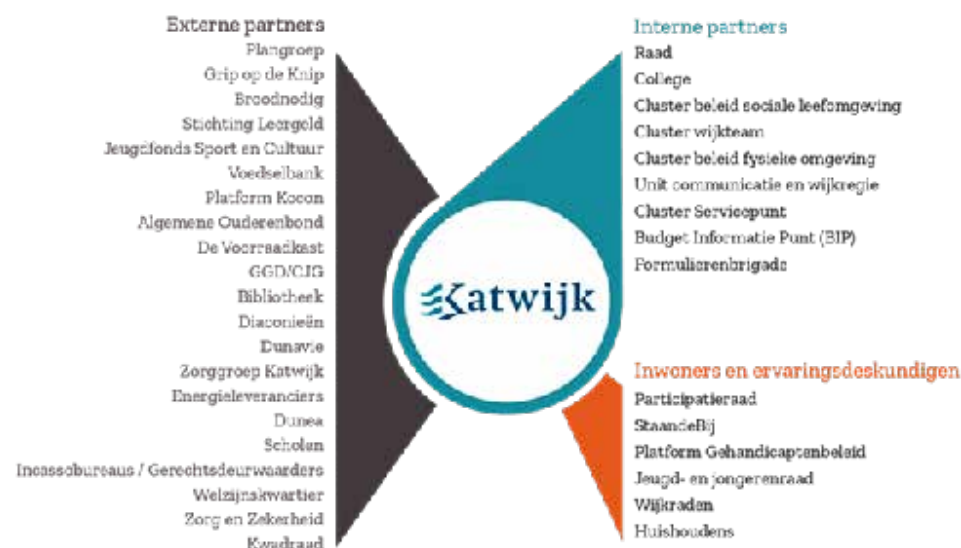 Externe partners
Plangroep
Grip op de Knip
Broodnodig
Stichting Leergeld
Jeugdfonds Sport en Cultuur
Voedselbank
Platform Kocon
Algemene Ouderenbond
De Voorraadkast
GGD/CJG
Bibliotheek
Diaconieën
Dunavie
Zorggroep Katwijk
Energieleveranciers
Dunea
Scholen
Incassobureaus / Gerechtsdeurwaarders
Welzijnskwartier
Zorg en Zekerheid
Kwadraad
Katwijk
Interne partners
Raad
College
Cluster beleid sociale leefomgeving
Cluster wijkteam
Cluster beleid fysieke omgeving
Unit communicatie en wijkregie
Cluster Servicepunt
Budget Informatie Punt (BIP)
Formulierenbrigade
Inwoners en ervaringsdeskundigen
Participatieraad
StaandeBij
Platform Gehandicaptenbeleid
Jeugd- en jongerenraad
Wijkraden
Huishoudens